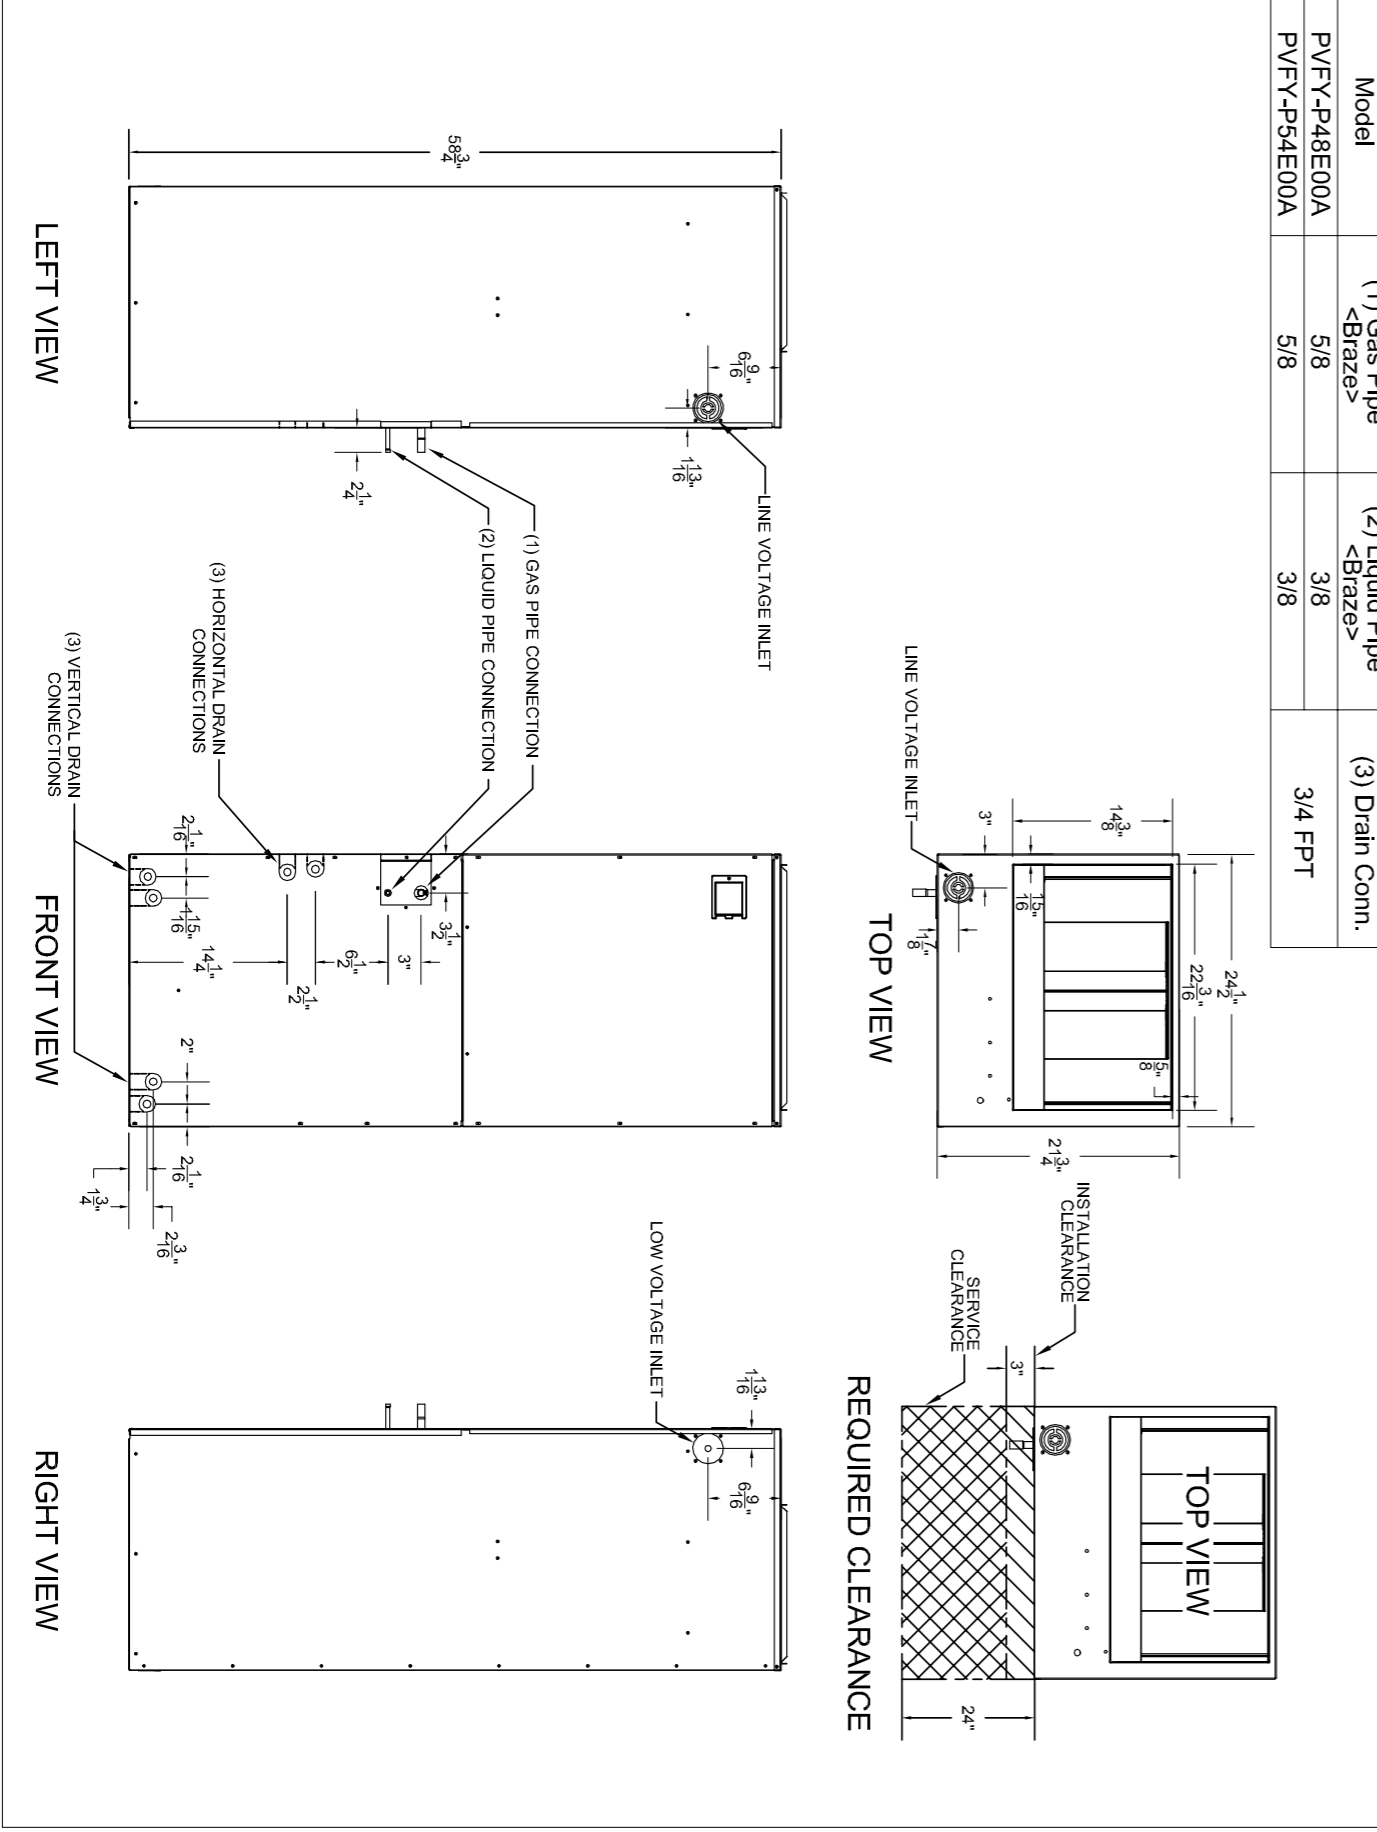 Model
(1) Gas Pipe
<Braze>
(2) Liquid Pipe
<Braze>
(3) Drain Conn.
PVFY-P48E00A
5/8
3/8
3/4 FPT
PVFY-P54E00A
5/8
3/8
24 1/2"
22 3/16"
14 3/8"
3"
15/16"
5/8"
1 7/8"
21 3/4"
LINE VOLTAGE INLET
TOP VIEW
INSTALLATION
CLEARANCE
SERVICE
CLEARANCE
3"
TOP VIEW
24"
REQUIRED CLEARANCE
58 3/4"
6 9/16"
1 13/16"
LINE VOLTAGE INLET
2 1/4"
(1) GAS PIPE CONNECTION
(2) LIQUID PIPE CONNECTION
(3) HORIZONTAL DRAIN
CONNECTIONS
(3) VERTICAL DRAIN
CONNECTIONS
LEFT VIEW
3 1/2"
3"
6 1/2"
2 1/2"
14 1/4"
2 1/16"
1 15/16"
2"
2 1/16"
2 3/16"
1 3/4"
FRONT VIEW
LOW VOLTAGE INLET
1 13/16"
6 9/16"
RIGHT VIEW